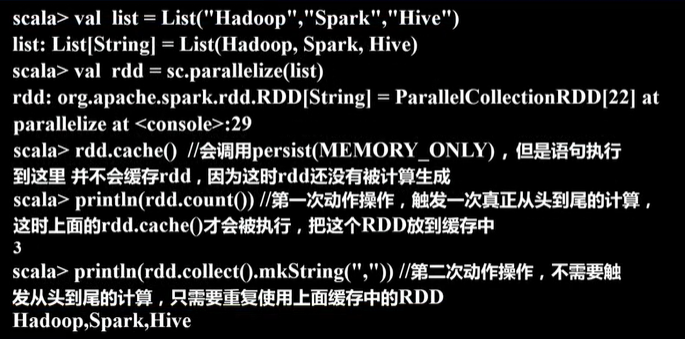 scala> val  list = List("Hadoop","Spark","Hive")
list: List[String] = List(Hadoop, Spark, Hive)
scala> val  rdd = sc.parallelize(list)
rdd: org.apache.spark.rdd.RDD[String] = ParallelCollectionRDD[22] at
parallelize at <console>:29
scala> rdd.cache()  //会调用persist(MEMORY_ONLY)，但是语句执行
到这里 并不会缓存rdd，因为这时rdd还没有被计算生成
scala> println(rdd.count()) //第一次动作操作，触发一次真正从头到尾的计算，
这时上面的rdd.cache()才会被执行，把这个RDD放到缓存中
3
scala> println(rdd.collect().mkString(",")) //第二次动作操作，不需要触
发从头到尾的计算，只需要重复使用上面缓存中的RDD
Hadoop,Spark,Hive